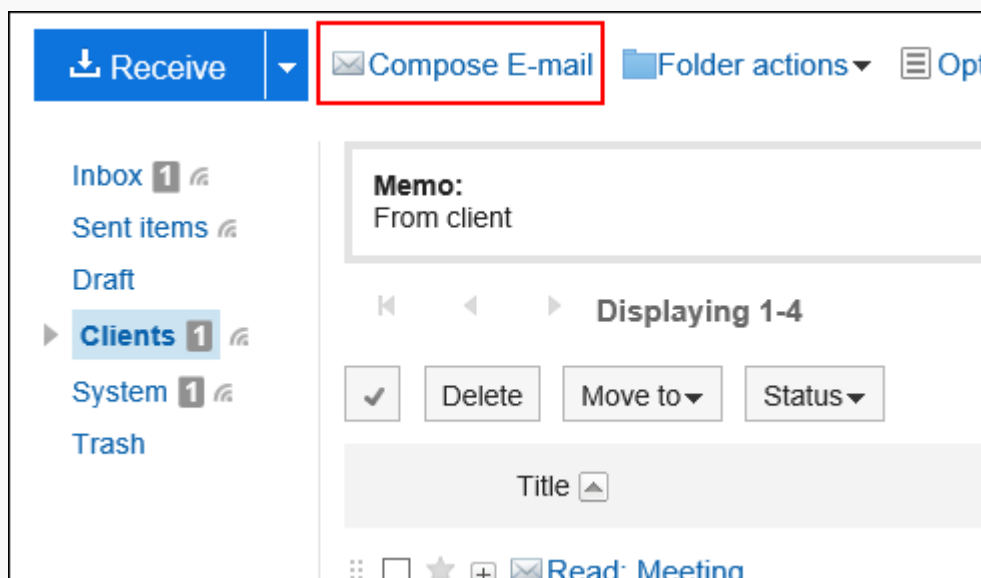 Receive Compose E-mail Folder actions
Inbox 1
Sent items
Draft
Clients 1
System 1
Trash
Memo:
From client
Displaying 1-4
Delete Move to Status
Title
Read: Meeting